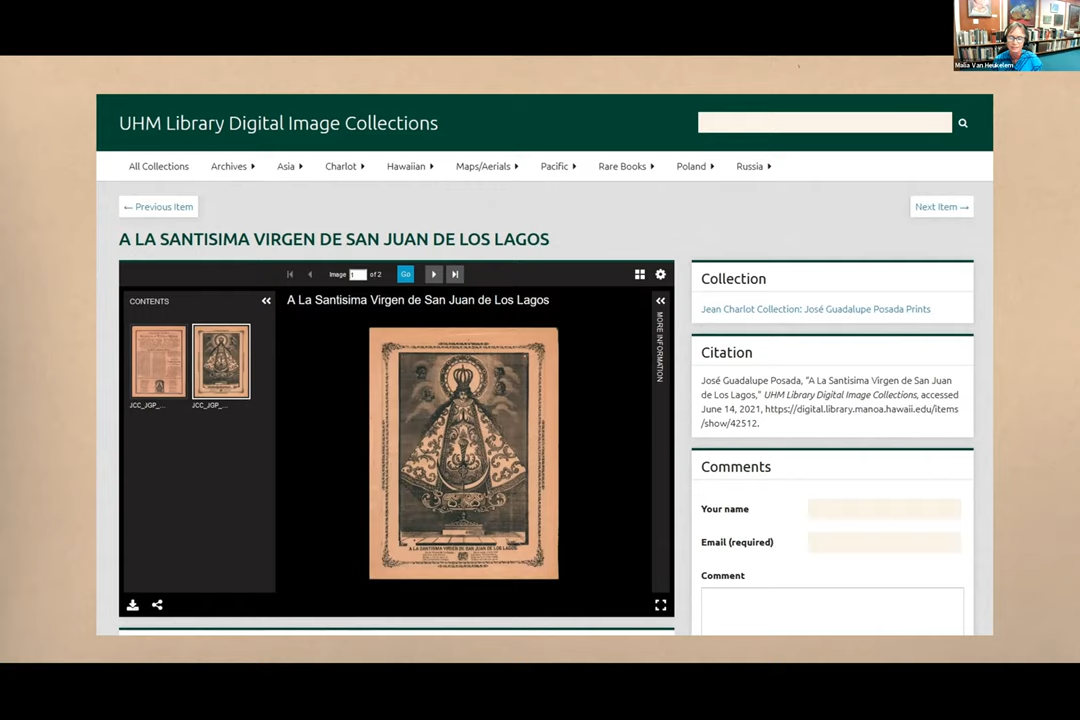 Malia Van Heukelem
UHM Library Digital Image Collections
All Collections Archives Asia Charlot Hawaiian Maps/Aerials Pacific Rare Books Poland Russia
← Previous Item
Next Item →
A LA SANTISIMA VIRGEN DE SAN JUAN DE LOS LAGOS
Image 1 of 2 Go
CONTENTS
A La Santisima Virgen de San Juan de Los Lagos
MORE INFORMATION
JCC_JGP_... JCC_JGP_...
A LA SANTISIMA VIRGEN DE SAN JUAN DE LOS LAGOS.
Collection
Jean Charlot Collection: José Guadalupe Posada Prints
Citation
José Guadalupe Posada, “A La Santisima Virgen de San Juan
de Los Lagos,” UHM Library Digital Image Collections, accessed
June 14, 2021, https://digital.library.manoa.hawaii.edu/items
/show/42512.
Comments
Your name
Email (required)
Comment